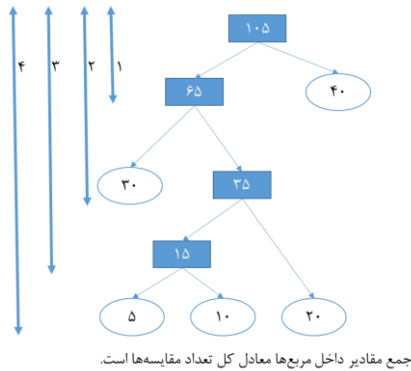 ۱۰۵
۴ ۳ ۲ ۱
۶۵ ۴۰
۳۰ ۳۵
۱۵
۵ ۱۰ ۲۰
جمع مقادیر داخل مربع‌ها معادل کل تعداد مقایسه‌ها است.